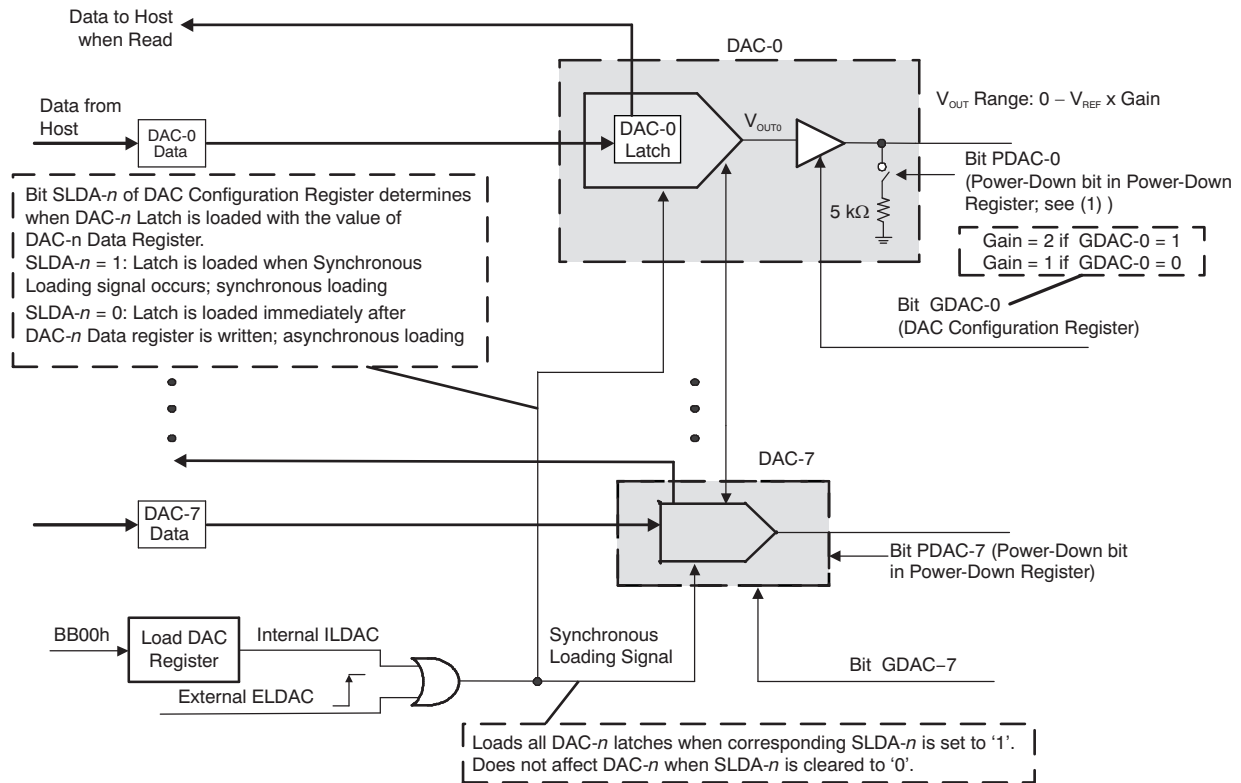 Data to Host
when Read
DAC-0
Data from
Host
DAC-0
Data
DAC-0
Latch
VOUT0
VOUT Range: 0 – VREF x Gain
Bit PDAC-0
(Power-Down bit in Power-Down
Register; see (1) )
5 kΩ
Gain = 2 if GDAC-0 = 1
Gain = 1 if GDAC-0 = 0
Bit GDAC-0
(DAC Configuration Register)
Bit SLDA-n of DAC Configuration Register determines
when DAC-n Latch is loaded with the value of
DAC-n Data Register.
SLDA-n = 1: Latch is loaded when Synchronous
Loading signal occurs; synchronous loading
SLDA-n = 0: Latch is loaded immediately after
DAC-n Data register is written; asynchronous loading
DAC-7
DAC-7
Data
Bit PDAC-7 (Power-Down bit
in Power-Down Register)
BB00h
Load DAC
Register
Internal ILDAC
External ELDAC
Synchronous
Loading Signal
Bit GDAC–7
Loads all DAC-n latches when corresponding SLDA-n is set to ‘1’.
Does not affect DAC-n when SLDA-n is cleared to ‘0’.